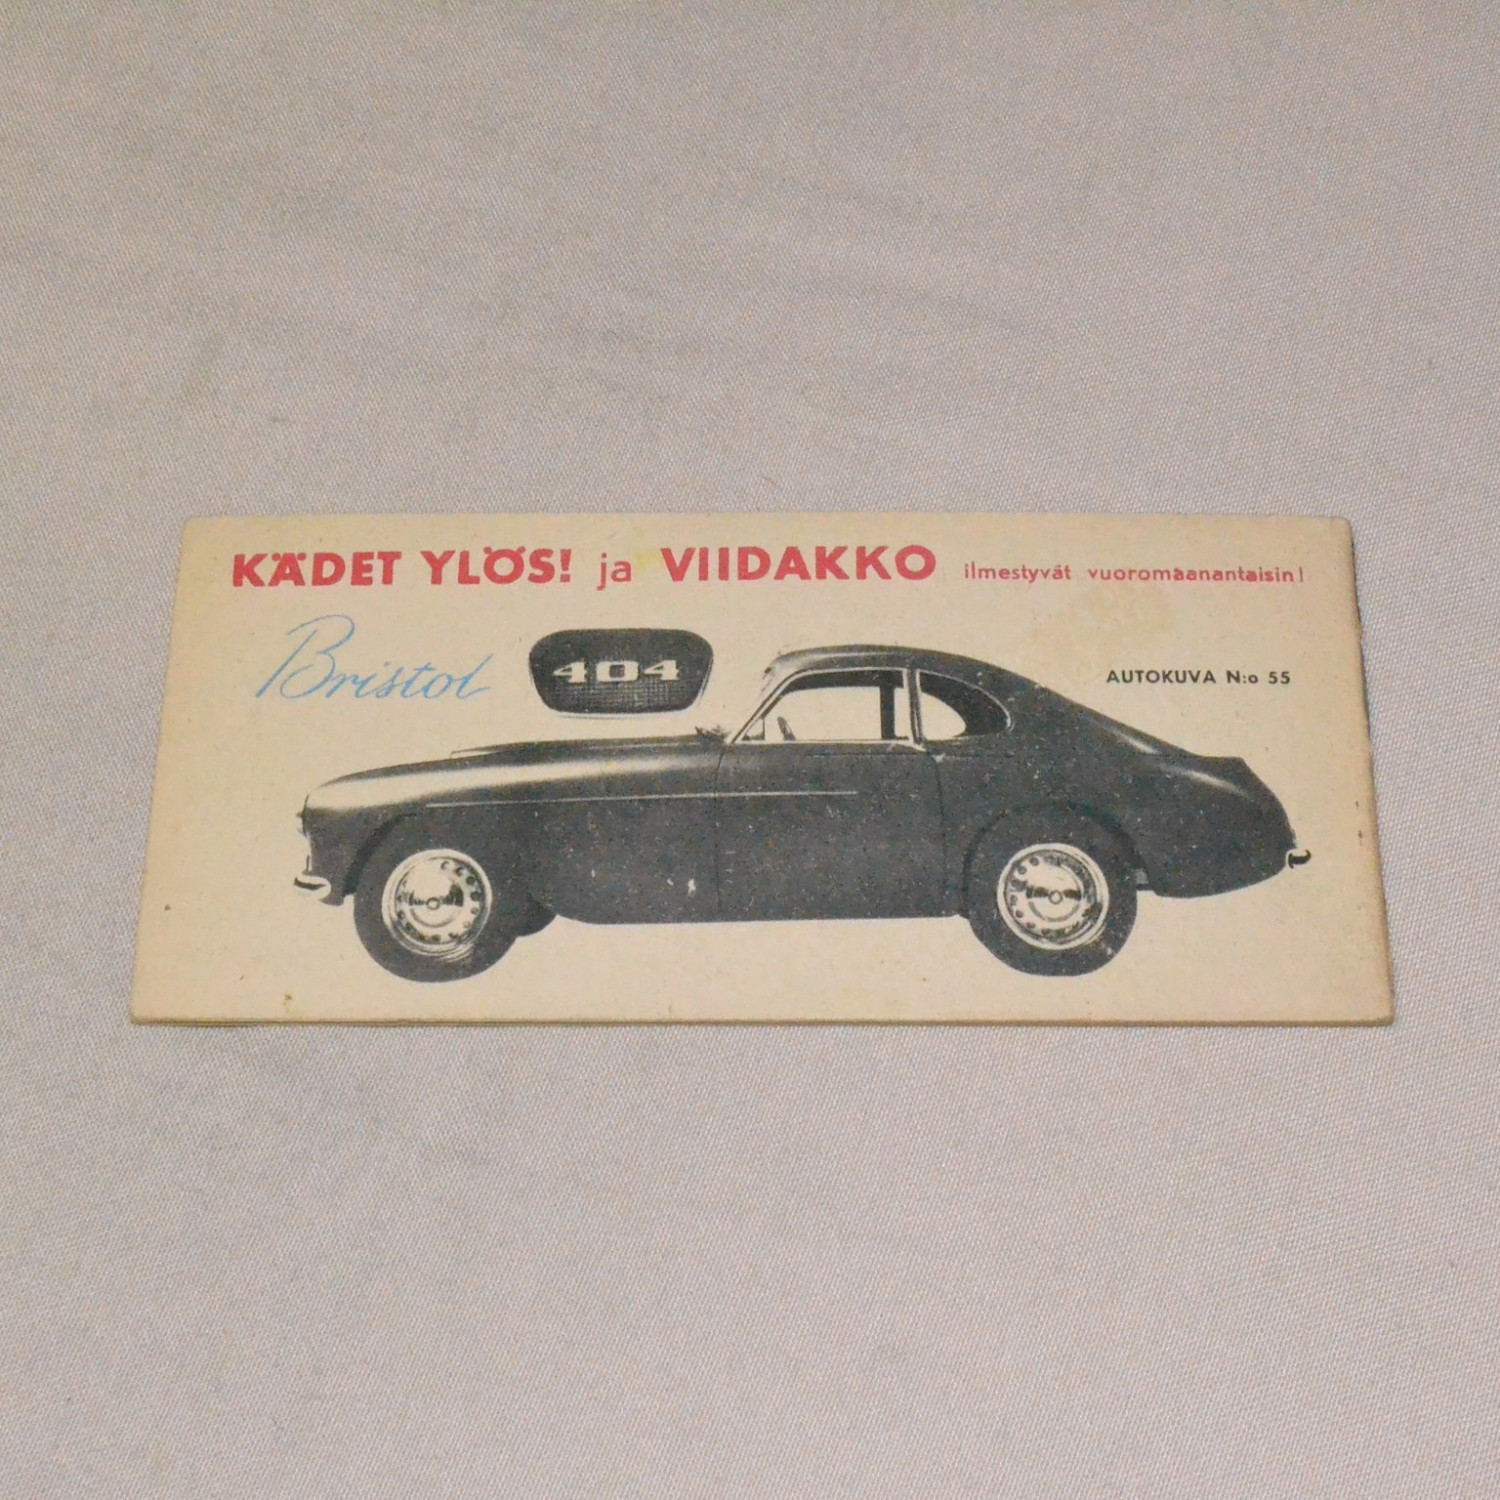 KÄDET YLÖS! ja VIIDAKKO ilmestyvät vuoromaanantaisin!
Bristol
404
AUTOKUVA N:o 55